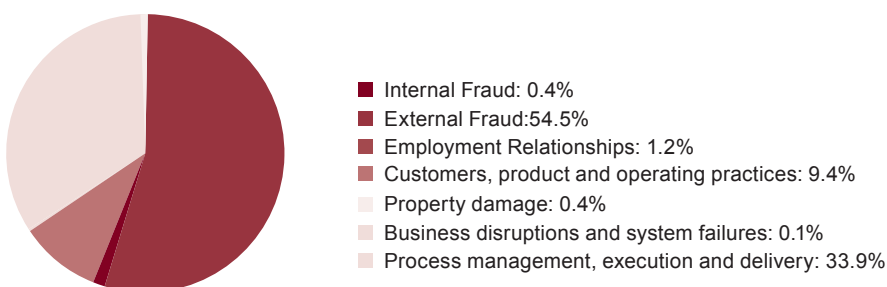 Internal Fraud: 0.4%
External Fraud:54.5%
Employment Relationships: 1.2%
Customers, product and operating practices: 9.4%
Property damage: 0.4%
Business disruptions and system failures: 0.1%
Process management, execution and delivery: 33.9%